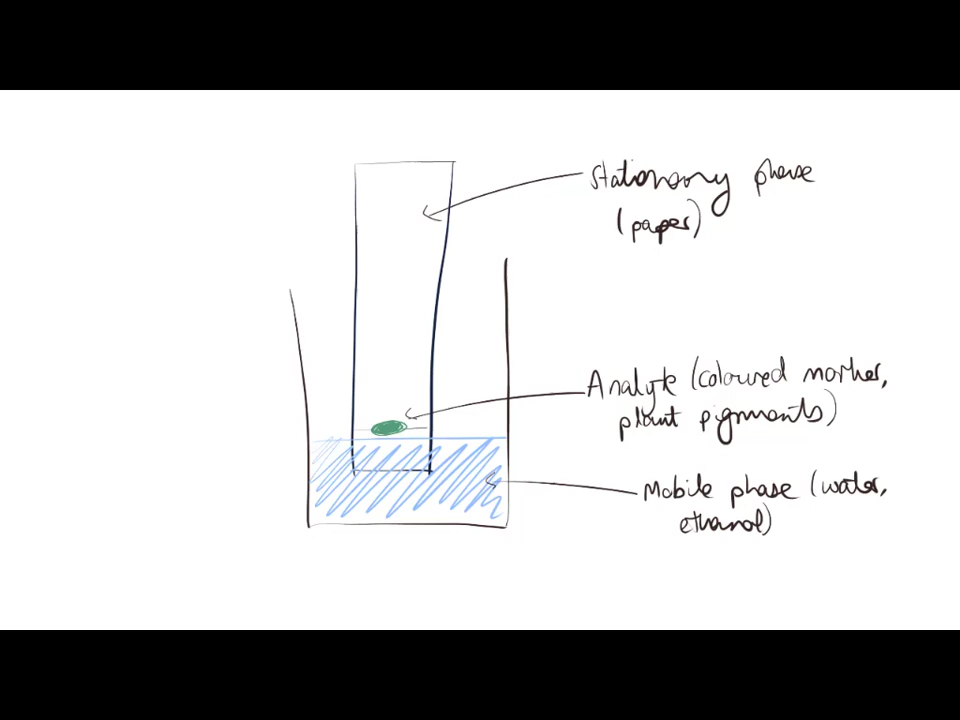 Stationary phase
(paper)
Analyte (coloured marker,
plant pigments)
Mobile phase (water,
ethanol)